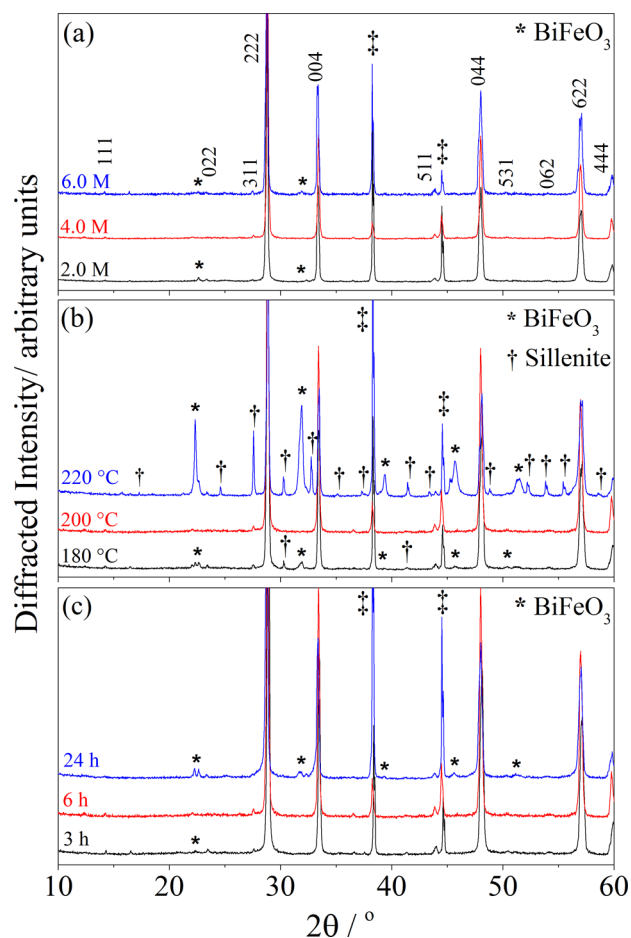 Diffracted Intensity/ arbitrary units
(a)
* BiFeO3
111
022
222
311
004
‡
511
‡
044
531
062
622
444
6.0 M
*
*
4.0 M
2.0 M
*
*
(b)
‡
* BiFeO3
† Sillenite
‡
220 °C
†
*
†
†
†
*
†
†
†
*
†
†
*
†
*
†
†
†
†
200 °C
180 °C
*
†
*
*
†
*
*
(c)
‡
‡
* BiFeO3
24 h
*
*
*
*
*
6 h
3 h
*
10 20 30 40 50 60
2θ / °